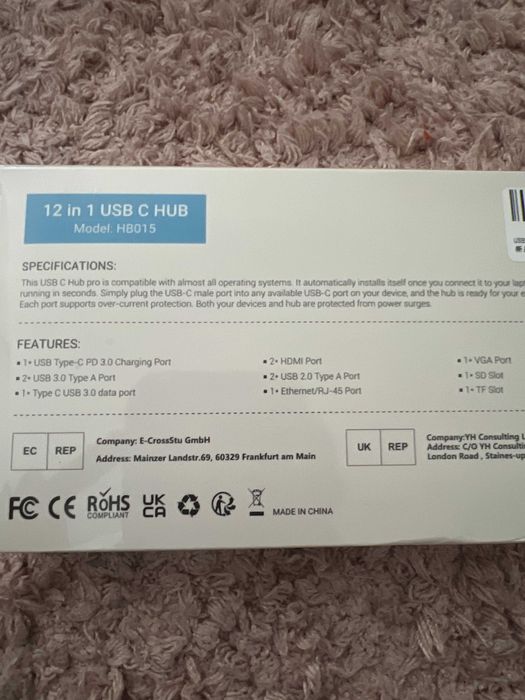 12 in 1 USB C HUB
Model: HB015
SPECIFICATIONS:
This USB C Hub pro is compatible with almost all operating systems. It automatically installs itself once you connect it to your
running in seconds. Simply plug the USB-C male port into any available USB-C port on your device, and the hub is ready for your
Each port supports over-current protection. Both your devices and hub are protected from power surges.
FEATURES:
▪ 1* USB Type-C PD 3.0 Charging Port
▪ 2* USB 3.0 Type A Port
▪ 1* Type C USB 3.0 data port
▪ 2* HDMI Port
▪ 2* USB 2.0 Type A Port
▪ 1* Ethernet/RJ-45 Port
▪ 1* VGA Port
▪ 1* SD Slot
▪ 1* TF Slot
EC REP
Company: E-CrossStu GmbH
Address: Mainzer Landstr.69, 60329 Frankfurt am Main
UK REP
Company:YH Consulting
Address: C/O YH
London Road , Staines-
FC CE RoHS COMPLIANT UK CA MADE IN CHINA